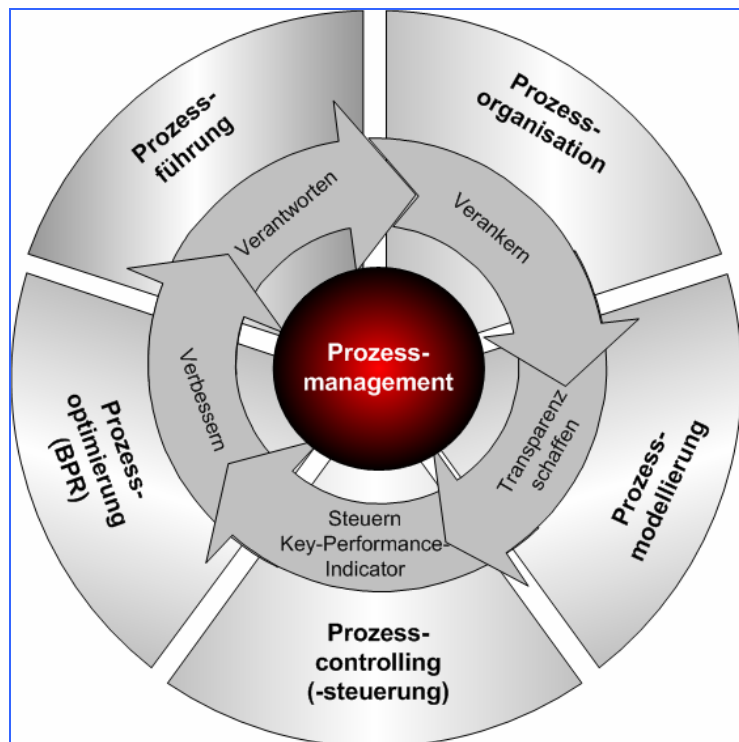 Prozess-
führung
Prozess-
organisation
Verantworten
Verankern
Prozess-
management
Verbessern
Transparenz
schaffen
Prozess-
optimierung
(BPR)
Prozess-
modellierung
Steuern
Key-Performance-
Indicator
Prozess-
controlling
(-steuerung)